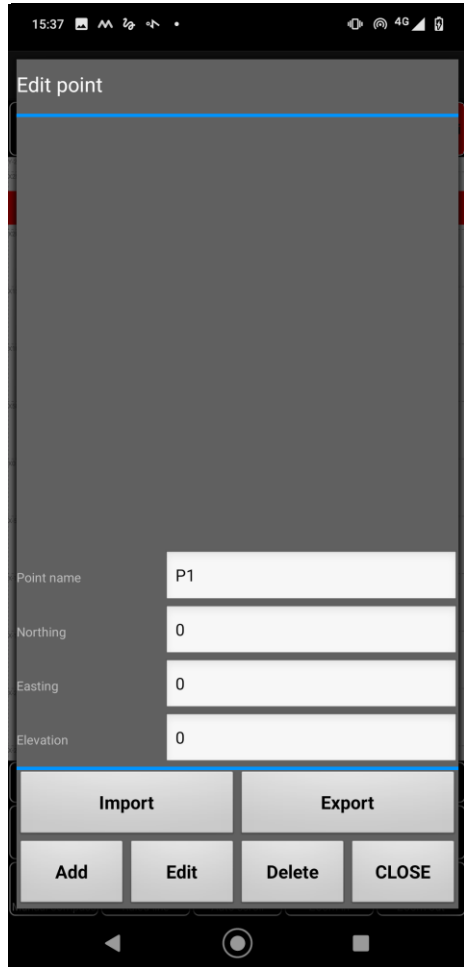 15:37
4G
Edit point
Point name P1
Northing 0
Easting 0
Elevation 0
Import Export
Add Edit Delete CLOSE